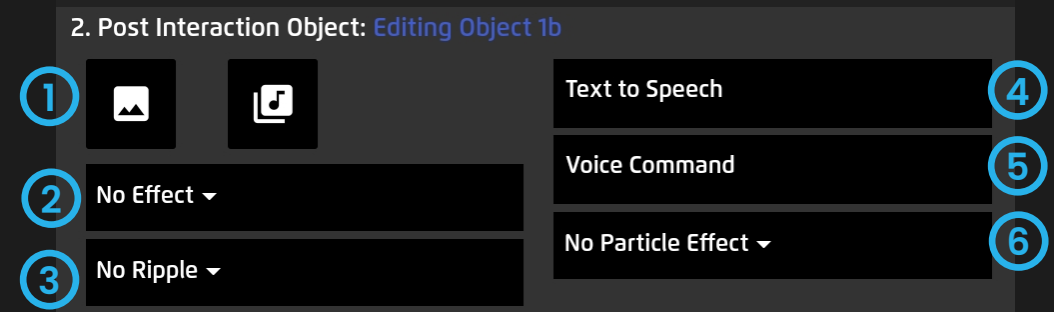 2. Post Interaction Object: Editing Object 1b
1
Text to Speech
4
Voice Command
5
2
No Effect
No Particle Effect
6
3
No Ripple